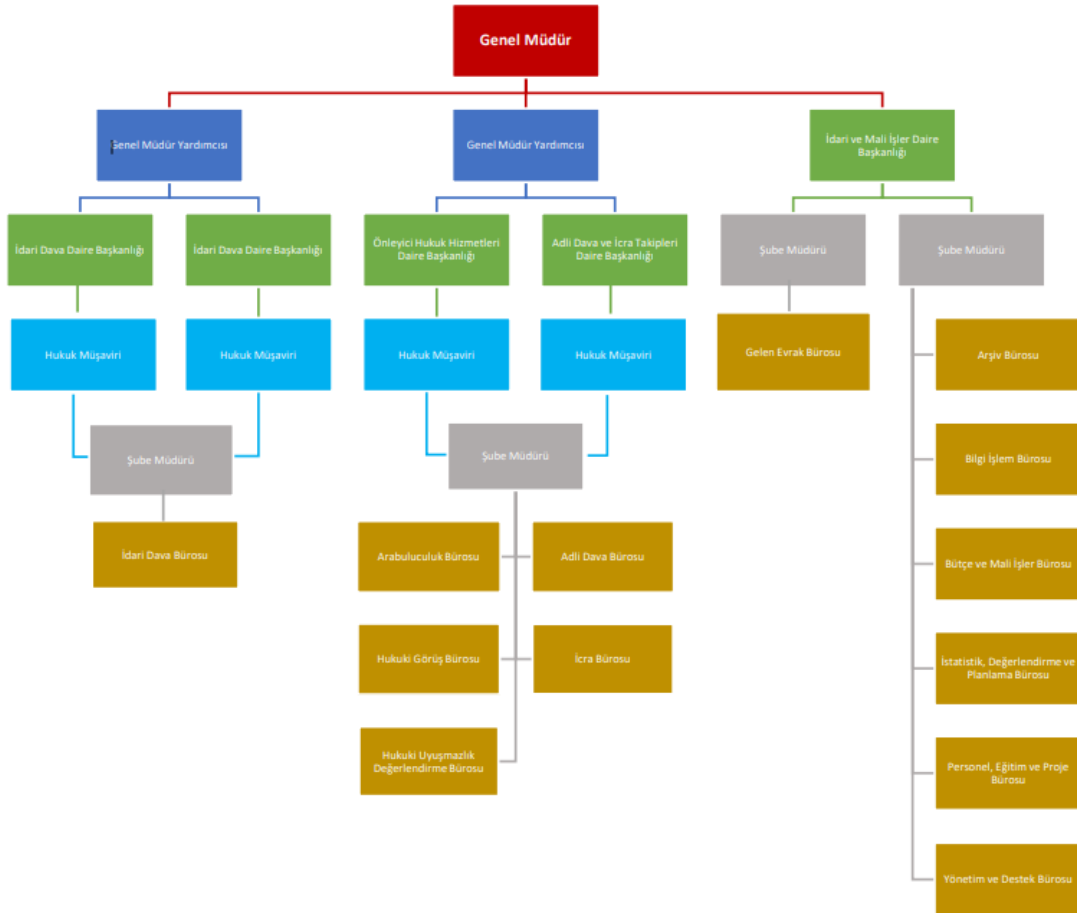 Genel Müdür
Genel Müdür Yardımcısı
Genel Müdür Yardımcısı
İdari ve Mali İşler Daire
Başkanlığı
İdari Dava Daire Başkanlığı
İdari Dava Daire Başkanlığı
Önleyici Hukuk Hizmetleri
Daire Başkanlığı
Adli Dava ve İcra Takipleri
Daire Başkanlığı
Şube Müdürü
Şube Müdürü
Hukuk Müşaviri
Hukuk Müşaviri
Hukuk Müşaviri
Hukuk Müşaviri
Gelen Evrak Bürosu
Arşiv Bürosu
Şube Müdürü
Şube Müdürü
Bilgi İşlem Bürosu
İdari Dava Bürosu
Arabuluculuk Bürosu
Adli Dava Bürosu
Bütçe ve Mali İşler Bürosu
Hukuki Görüş Bürosu
İcra Bürosu
İstatistik, Değerlendirme ve
Planlama Bürosu
Hukuki Uyuşmazlık
Değerlendirme Bürosu
Personel, Eğitim ve Proje
Bürosu
Yönetim ve Destek Bürosu